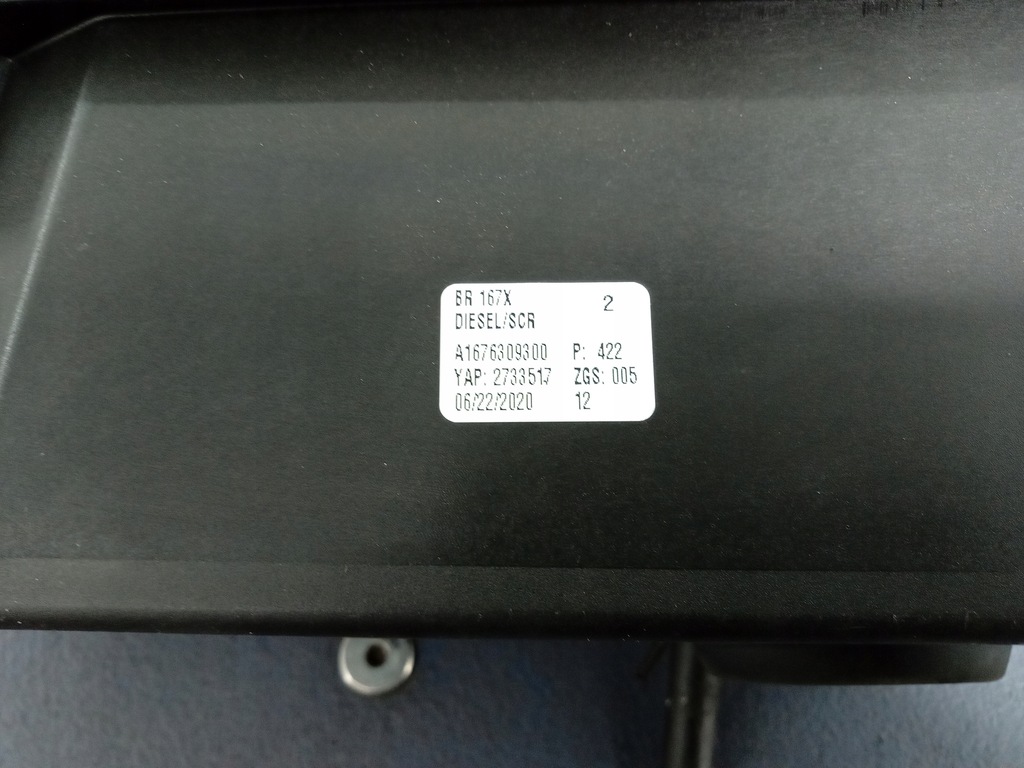 BR 167X 2
DIESEL/SCR
A1676309300 P: 422
YAP: 2733517 ZGS: 005
06/22/2020 12